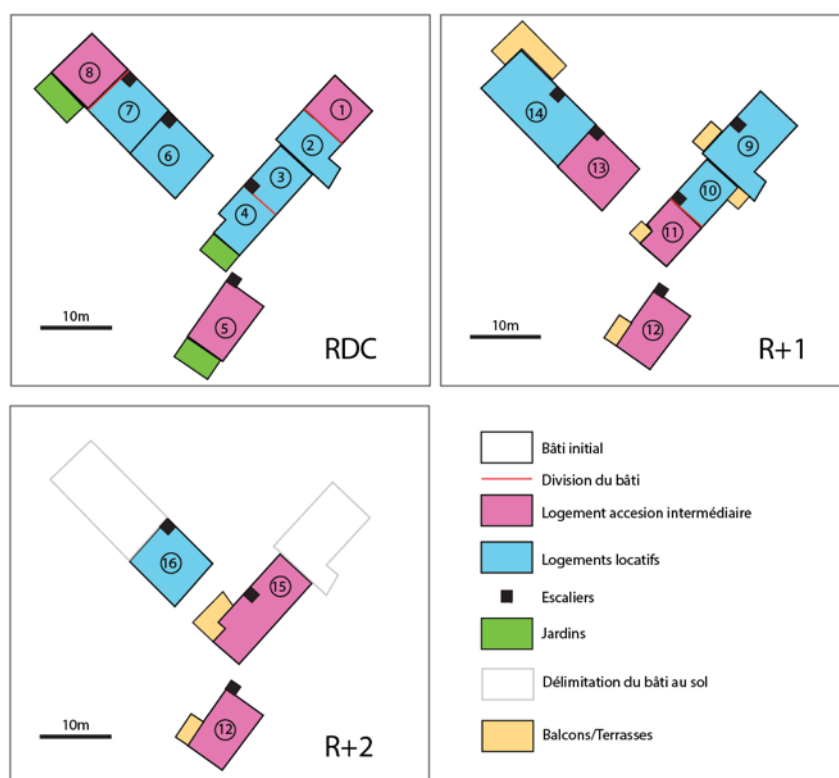 8
7
6
1
2
3
4
5
10m
RDC
14
13
9
10
11
12
10m
R+1
16
15
12
10m
R+2
Bâti initial
Division du bâti
Logement accesion intermédiaire
Logements locatifs
Escaliers
Jardins
Délimitation du bâti au sol
Balcons/Terrasses